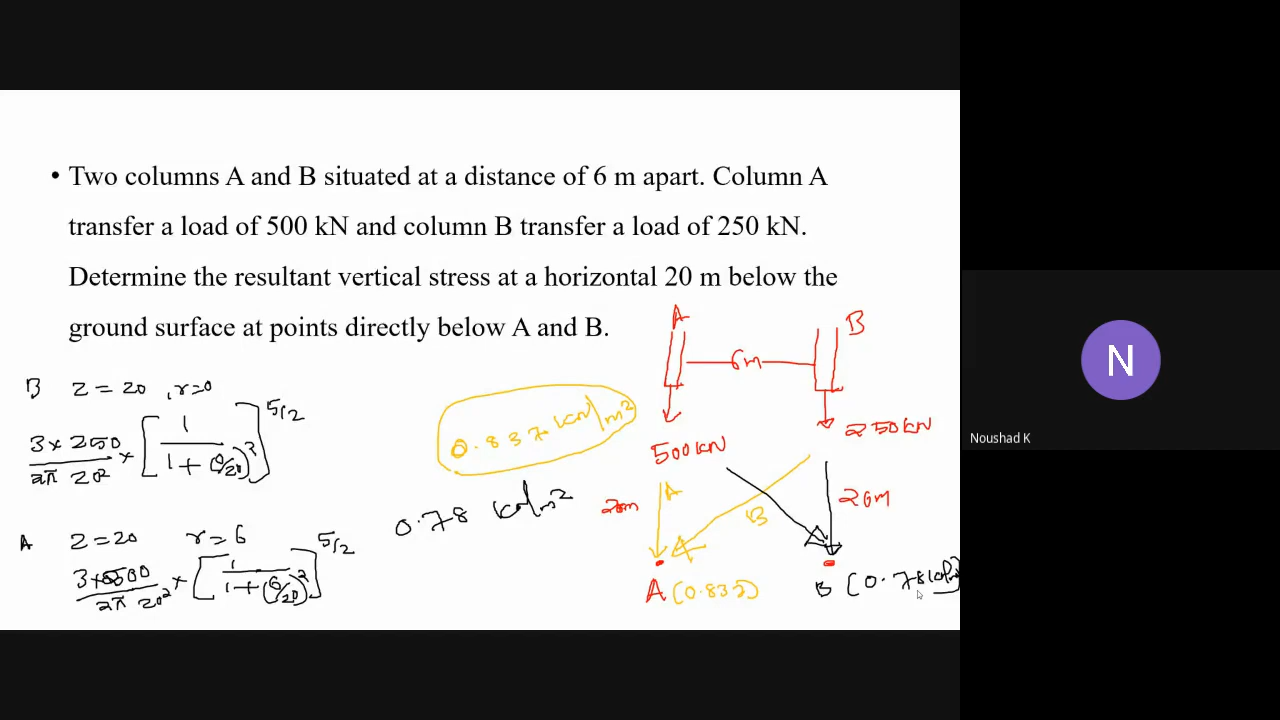 • Two columns A and B situated at a distance of 6 m apart. Column A
transfer a load of 500 kN and column B transfer a load of 250 kN.
Determine the resultant vertical stress at a horizontal 20 m below the
ground surface at points directly below A and B.
A
B
6m
500 kN
250 kN
B z = 20 , r=0
3 × 250 / 2π 20² × [ 1 / 1 + (0/20)² ]^5/2
0.837 kN/m²
0.78 kN/m²
A z = 20 r = 6
3×500 / 2π 20² × [ 1 / 1 + (6/20)² ]^5/2
20m
A
B
20m
A (0.837)
B (0.78 kN/m²)
N
Noushad K